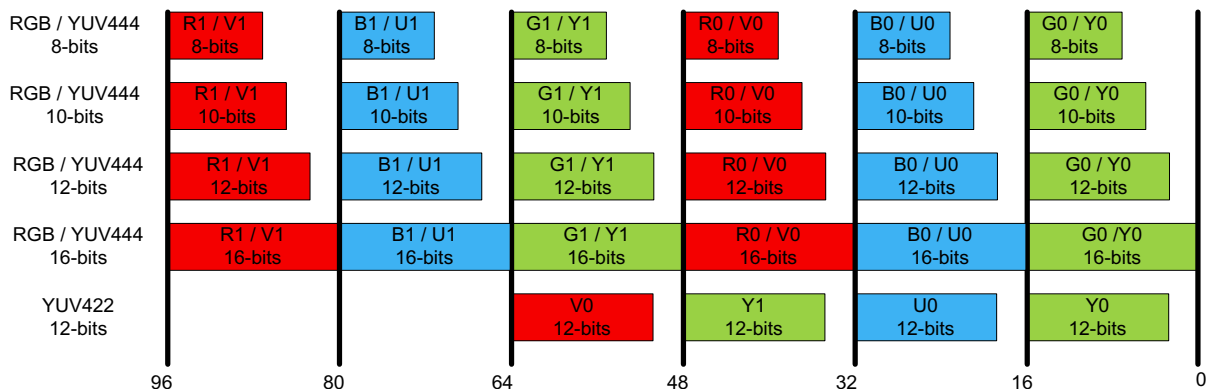 RGB / YUV444
8-bits
R1 / V1
8-bits
B1 / U1
8-bits
G1 / Y1
8-bits
R0 / V0
8-bits
B0 / U0
8-bits
G0 / Y0
8-bits
RGB / YUV444
10-bits
R1 / V1
10-bits
B1 / U1
10-bits
G1 / Y1
10-bits
R0 / V0
10-bits
B0 / U0
10-bits
G0 / Y0
10-bits
RGB / YUV444
12-bits
R1 / V1
12-bits
B1 / U1
12-bits
G1 / Y1
12-bits
R0 / V0
12-bits
B0 / U0
12-bits
G0 / Y0
12-bits
RGB / YUV444
16-bits
R1 / V1
16-bits
B1 / U1
16-bits
G1 / Y1
16-bits
R0 / V0
16-bits
B0 / U0
16-bits
G0 /Y0
16-bits
YUV422
12-bits
V0
12-bits
Y1
12-bits
U0
12-bits
Y0
12-bits
96 80 64 48 32 16 0